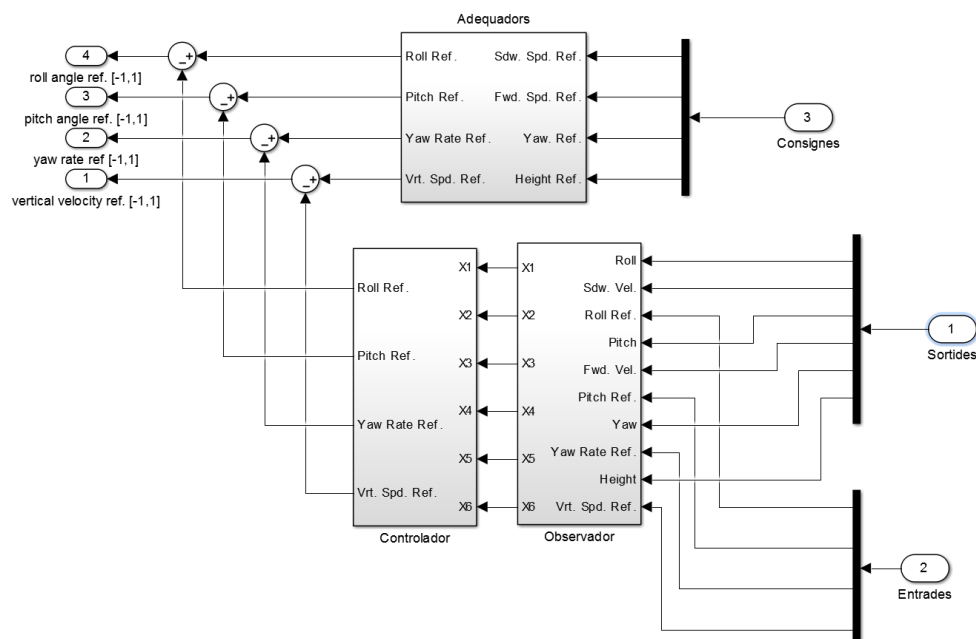 Adequadors
4
roll angle ref. [-1,1]
3
pitch angle ref. [-1,1]
2
yaw rate ref [-1,1]
1
vertical velocity ref. [-1,1]
Roll Ref.
Pitch Ref.
Yaw Rate Ref.
Vrt. Spd. Ref.
Sdw. Spd. Ref.
Fwd. Spd. Ref.
Yaw. Ref.
Height Ref.
3
Consignes
Roll Ref.
Pitch Ref.
Yaw Rate Ref.
Vrt. Spd. Ref.
X1
X2
X3
X4
X5
X6
Controlador
X1
X2
X3
X4
X5
X6
Roll
Sdw. Vel.
Roll Ref.
Pitch
Fwd. Vel.
Pitch Ref.
Yaw
Yaw Rate Ref.
Height
Vrt. Spd. Ref.
Observador
1
Sortides
2
Entrades